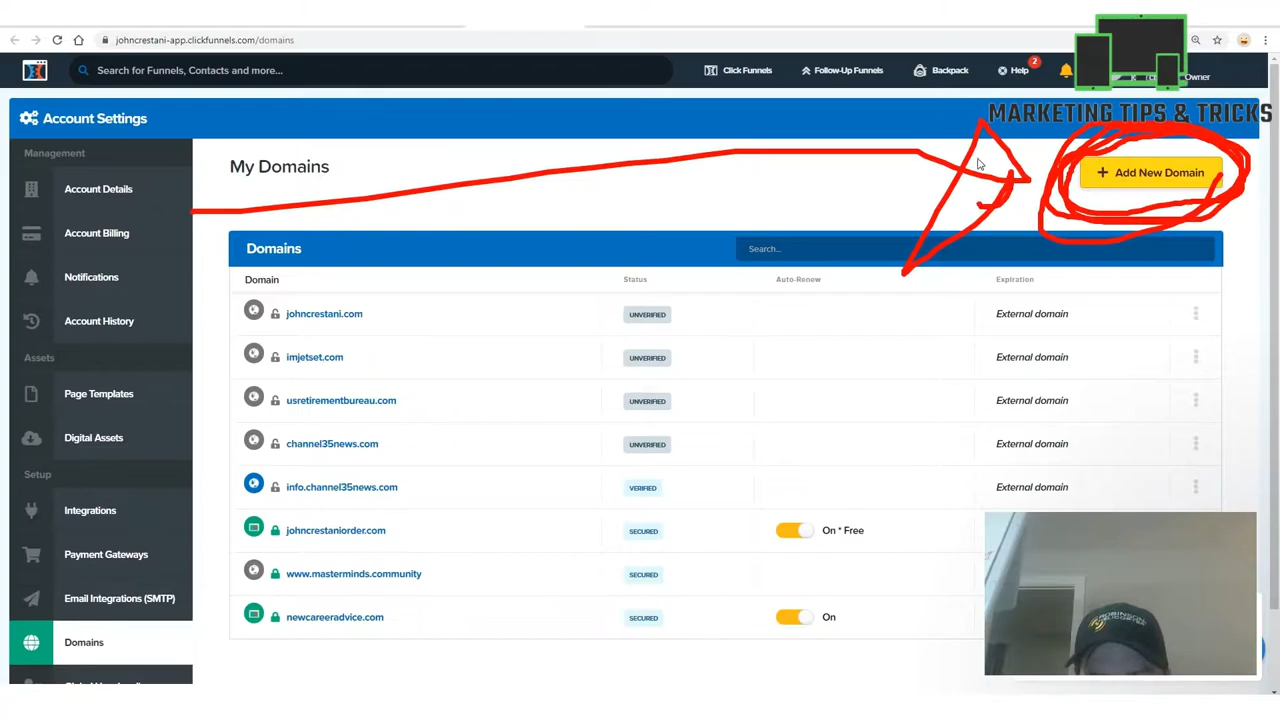 johncrestani-app.clickfunnels.com/domains
Search for Funnels, Contacts and more...
Click Funnels
Follow-Up Funnels
Backpack
Help
2
Owner
MARKETING TIPS & TRICKS
Account Settings
Management
Account Details
Account Billing
Notifications
Account History
Assets
Page Templates
Digital Assets
Setup
Integrations
Payment Gateways
Email Integrations (SMTP)
Domains
My Domains
+ Add New Domain
Domains
Search...
Domain Status Auto-Renew Expiration
johncrestani.com UNVERIFIED External domain
imjetset.com UNVERIFIED External domain
usretirementbureau.com UNVERIFIED External domain
channel35news.com UNVERIFIED External domain
info.channel35news.com VERIFIED External domain
johncrestaniorder.com SECURED On * Free
www.masterminds.community SECURED
newcareeradvice.com SECURED On
ROBINSON